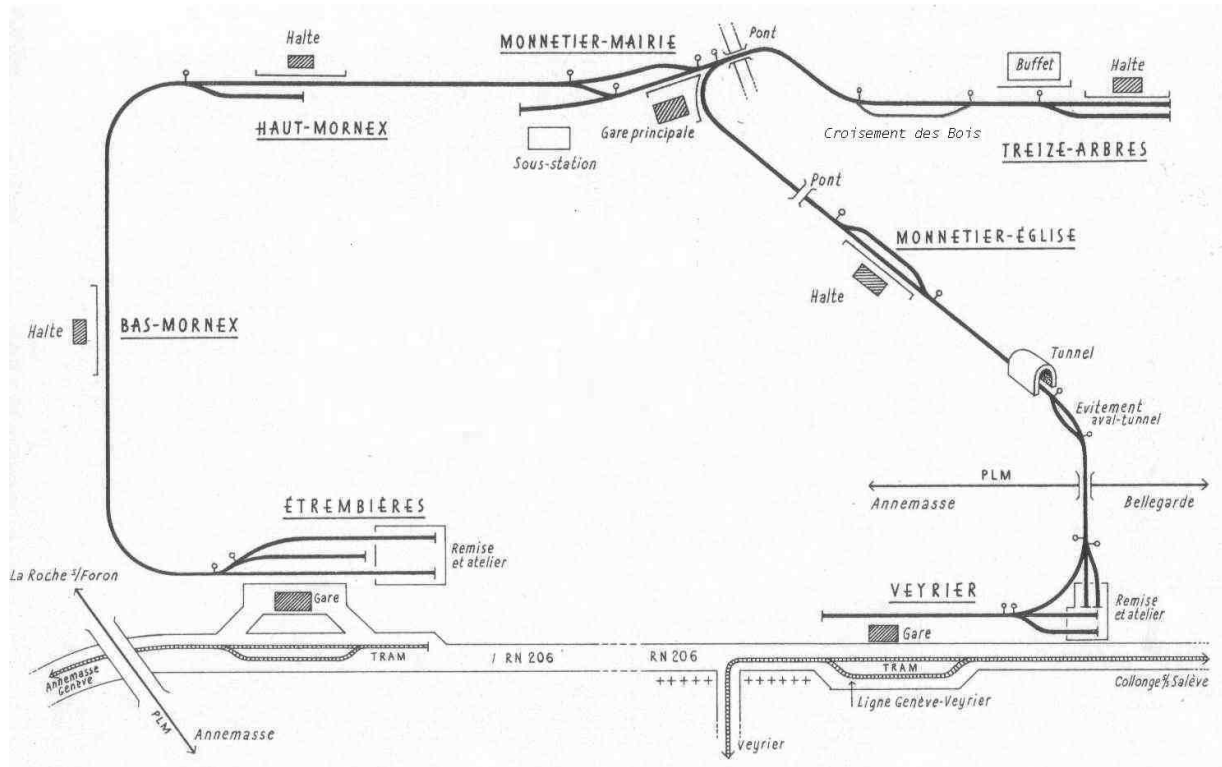 Halte
MONNETIER-MAIRIE
Pont
Buffet
Halte
HAUT-MORNEX
Gare principale
Croisement des Bois
Sous-station
TREIZE-ARBRES
Pont
MONNETIER-ÉGLISE
Halte
Halte
BAS-MORNEX
Tunnel
Evitement
aval-tunnel
PLM
Annemasse
Bellegarde
ÉTREMBIÈRES
Remise
et atelier
La Roche s/Foron
Gare
VEYRIER
Remise
et atelier
Gare
TRAM
RN 206
RN 206
TRAM
Annemasse
Genève
Collonge s/Salève
PLM
Annemasse
Ligne Genève-Veyrier
Veyrier